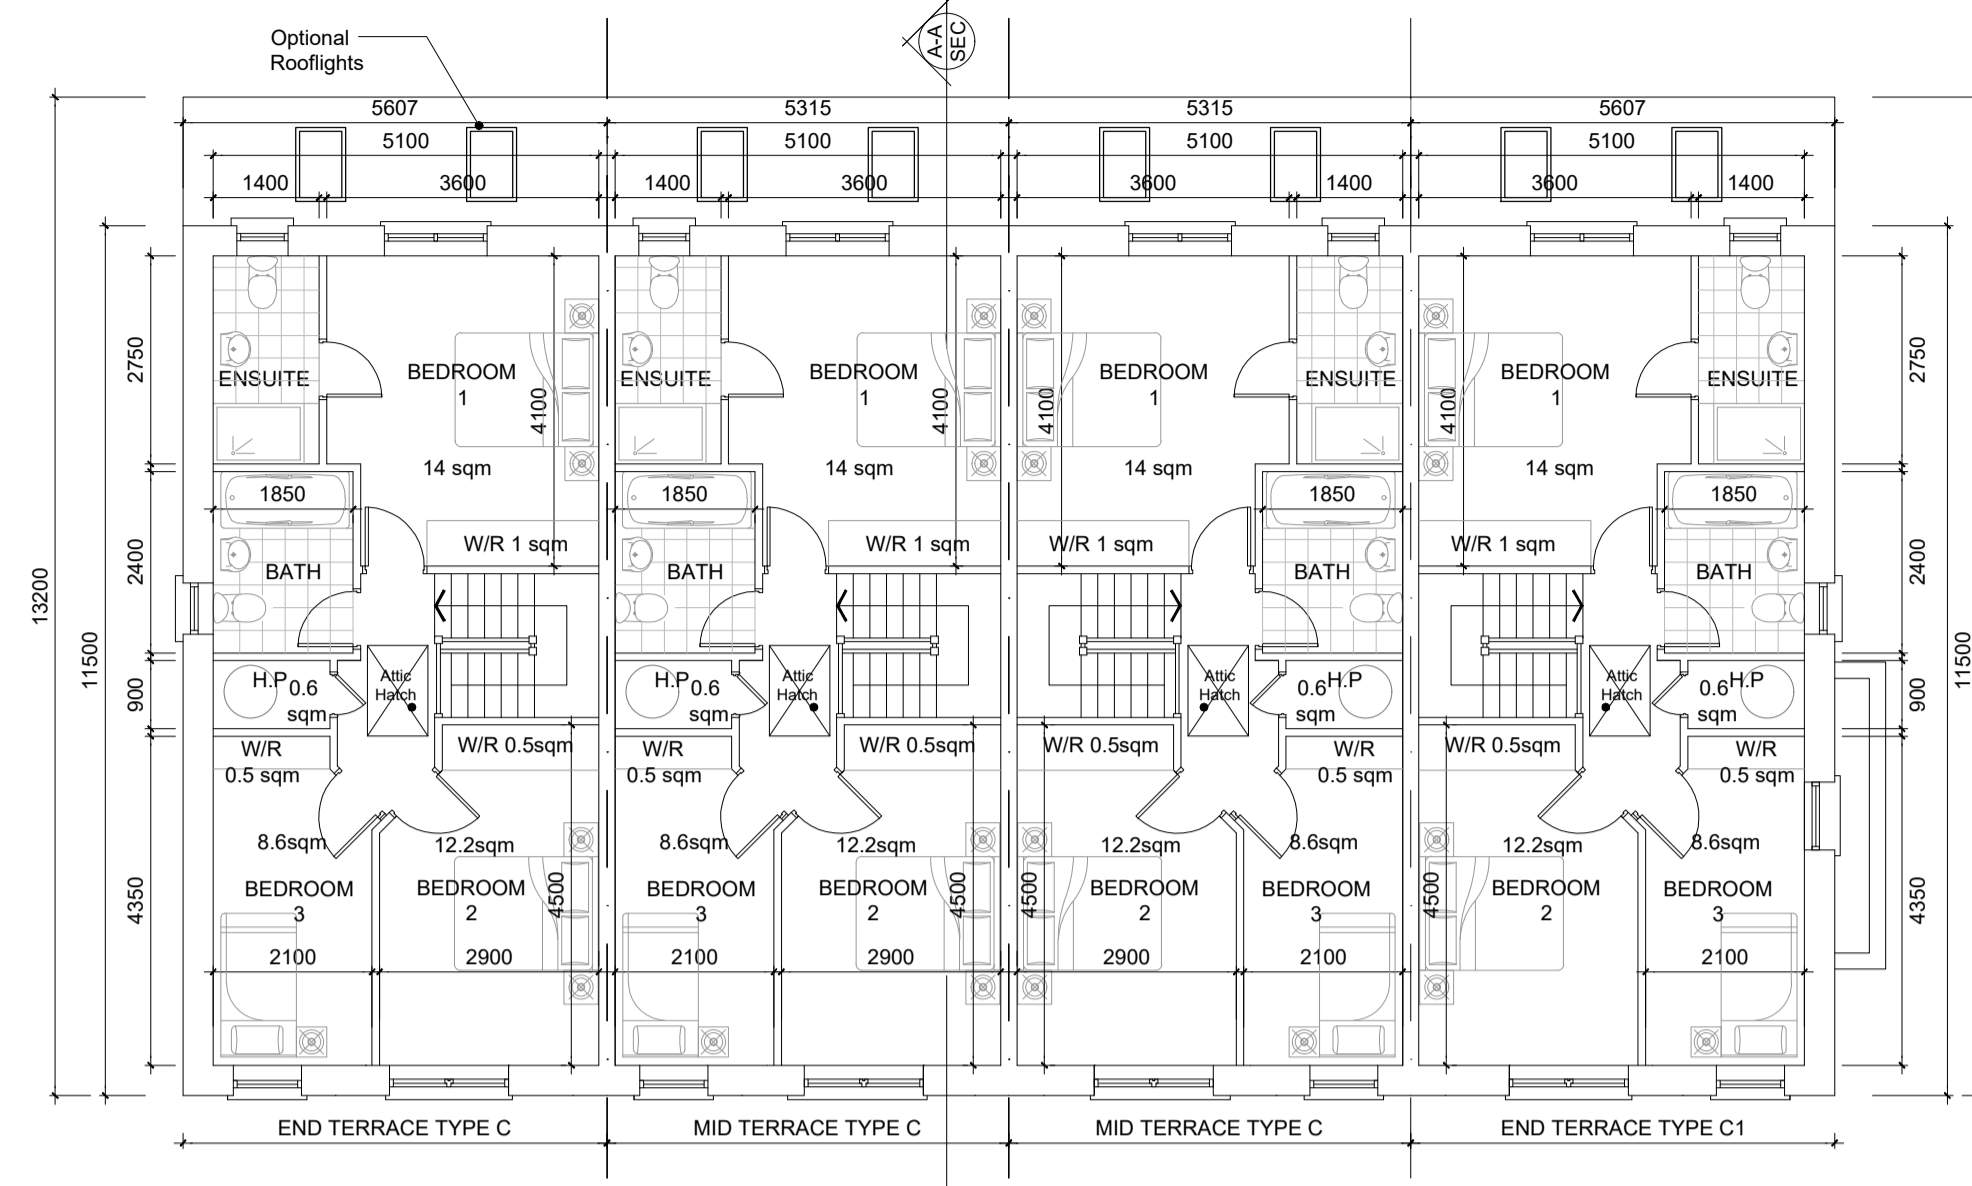 Optional
Rooflights
A-A
SEC
5607
5315
5315
5607
5100
5100
5100
5100
1400
3600
1400
3600
3600
1400
3600
1400
13200
11500
2750
2400
900
4350
ENSUITE
BEDROOM
1
4100
14 sqm
1850
W/R 1 sqm
BATH
H.P
0.6
sqm
Attic
Hatch
W/R
0.5 sqm
W/R 0.5sqm
8.6sqm
12.2sqm
BEDROOM
3
BEDROOM
2
4500
2100
2900
ENSUITE
BEDROOM
1
4100
14 sqm
1850
W/R 1 sqm
BATH
H.P
0.6
sqm
Attic
Hatch
W/R
0.5 sqm
W/R 0.5sqm
8.6sqm
12.2sqm
BEDROOM
3
BEDROOM
2
4500
2100
2900
4100
BEDROOM
1
ENSUITE
14 sqm
1850
W/R 1 sqm
BATH
Attic
Hatch
0.6
sqm
H.P
W/R 0.5sqm
W/R
0.5 sqm
12.2sqm
8.6sqm
4500
BEDROOM
2
BEDROOM
3
2900
2100
4100
BEDROOM
1
ENSUITE
14 sqm
1850
W/R 1 sqm
BATH
Attic
Hatch
0.6
sqm
H.P
W/R 0.5sqm
W/R
0.5 sqm
12.2sqm
8.6sqm
4500
BEDROOM
2
BEDROOM
3
2100
2750
2400
900
4350
11500
END TERRACE TYPE C
MID TERRACE TYPE C
MID TERRACE TYPE C
END TERRACE TYPE C1